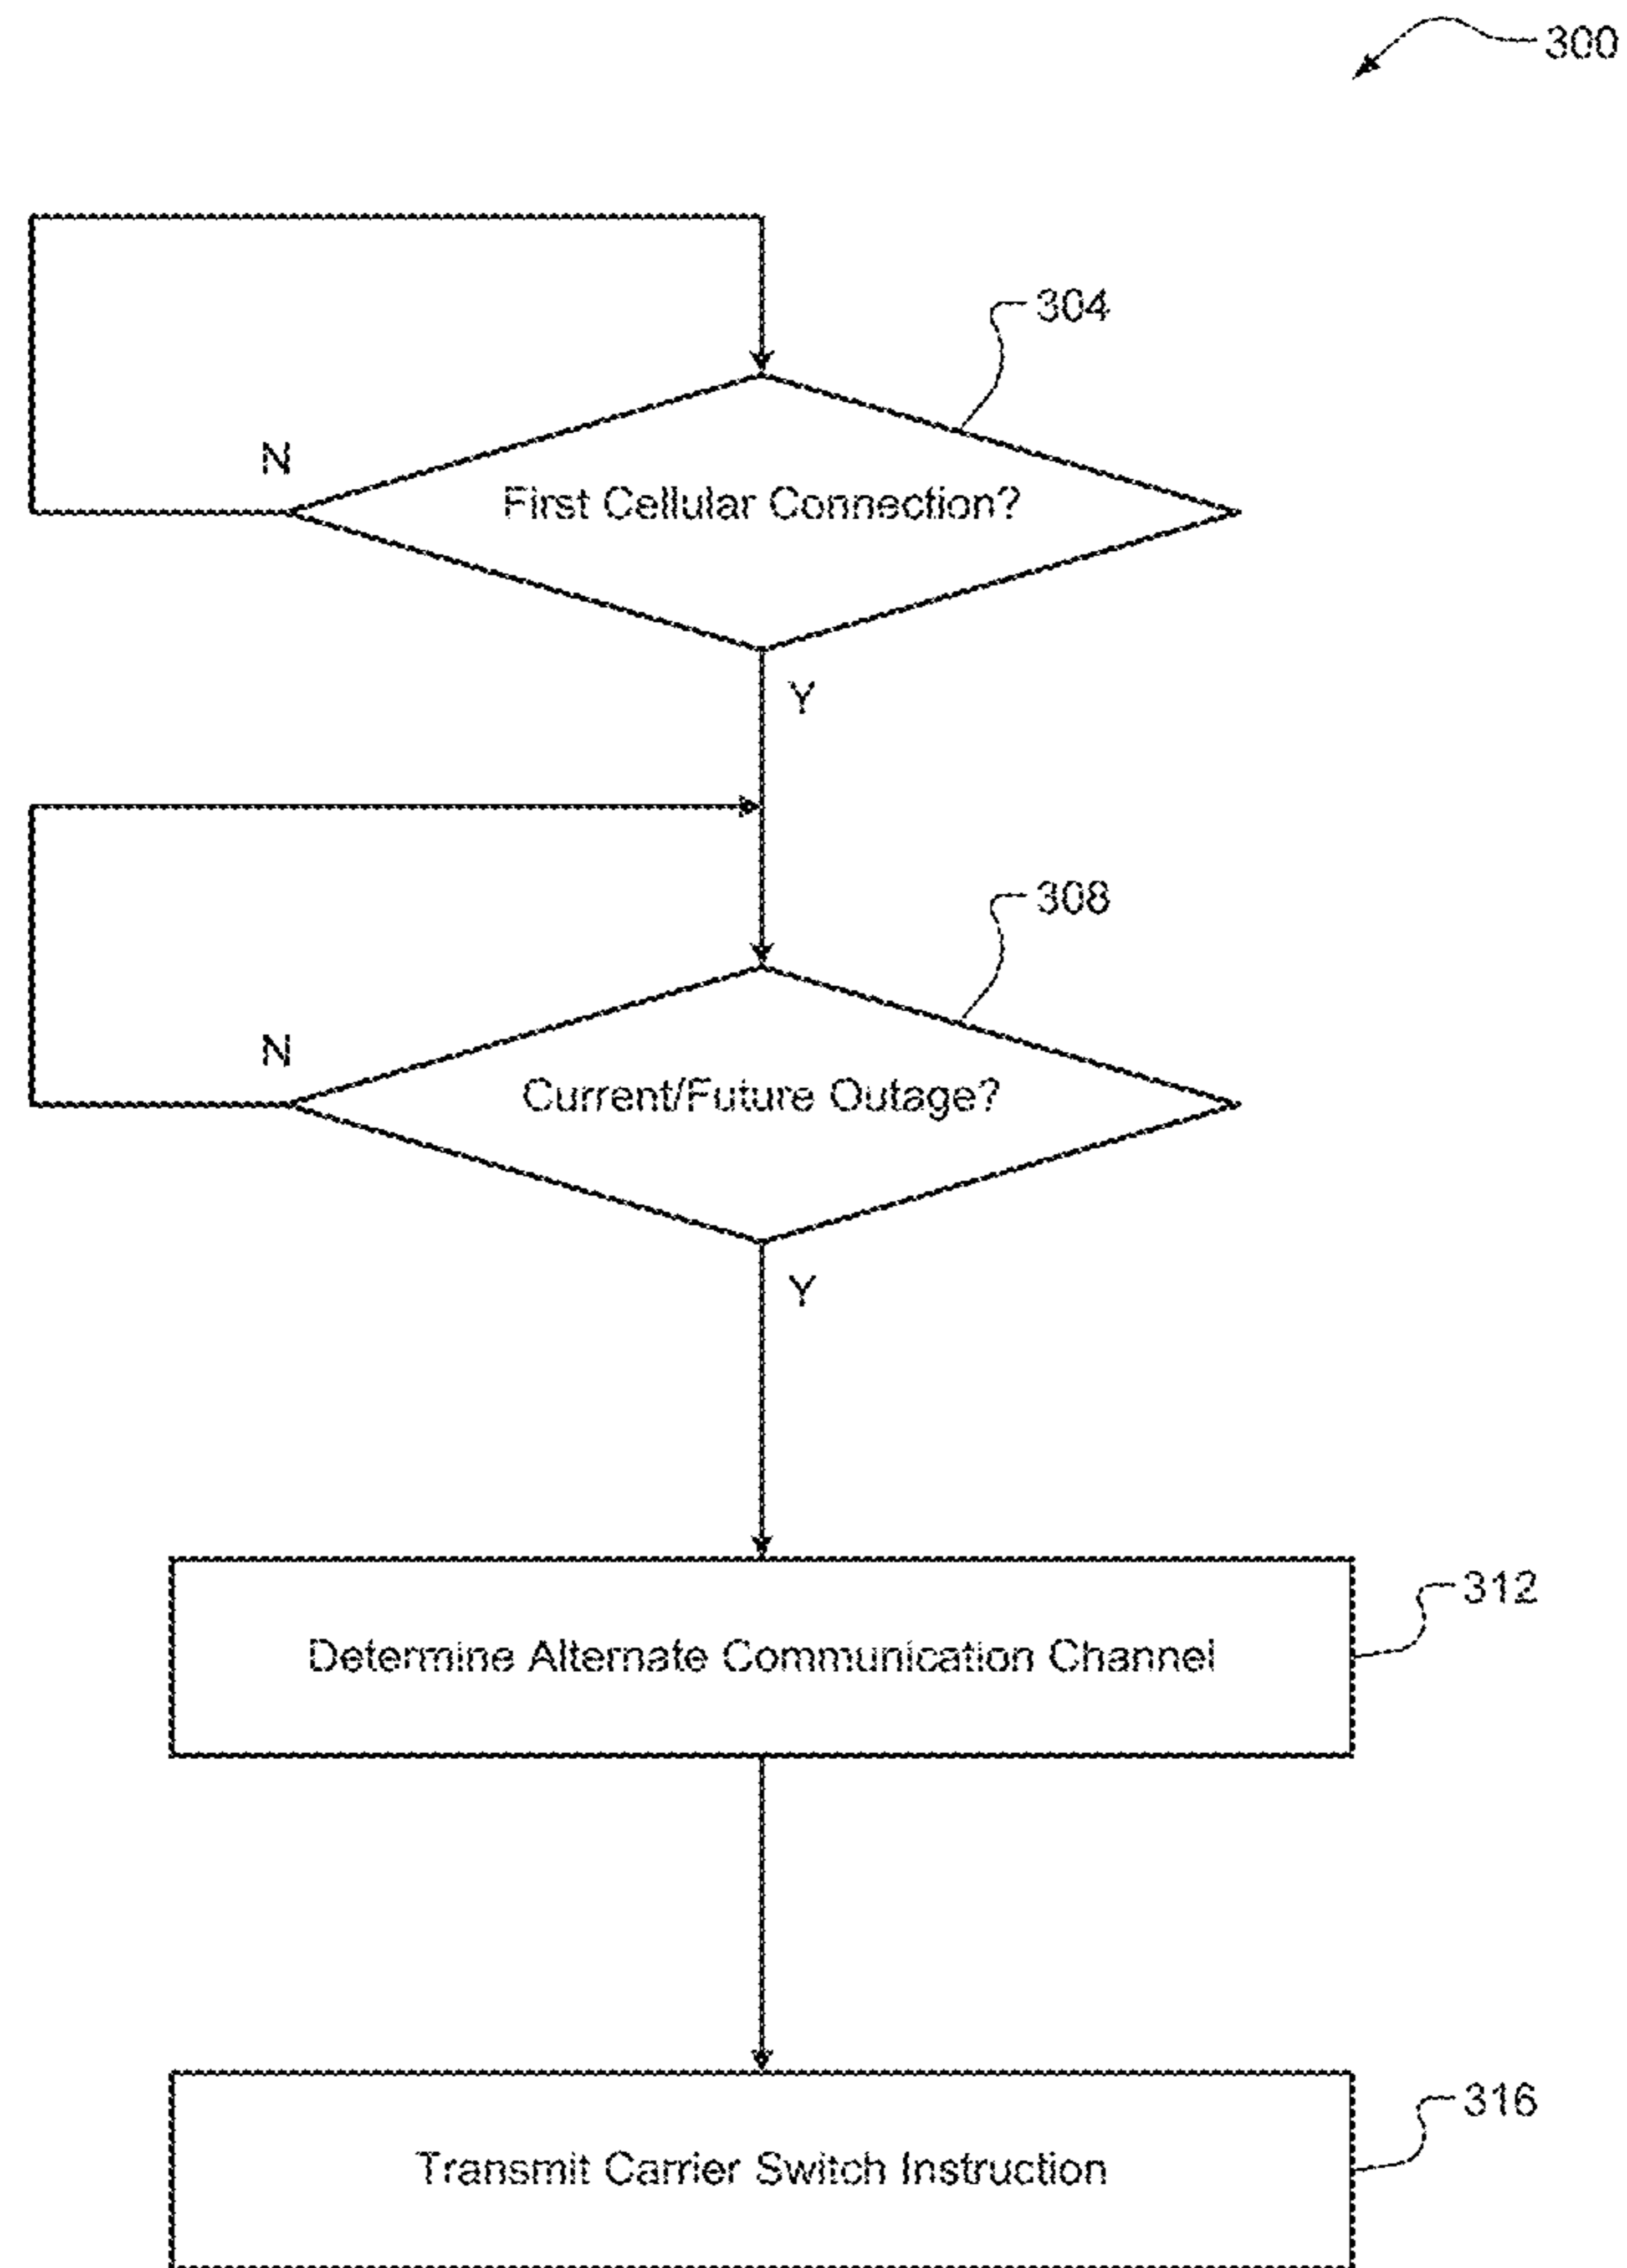 300
304
N
First Cellular Connection?
Y
308
N
Current/Future Outage?
Y
312
Determine Alternate Communication Channel
316
Transmit Carrier Switch Instruction